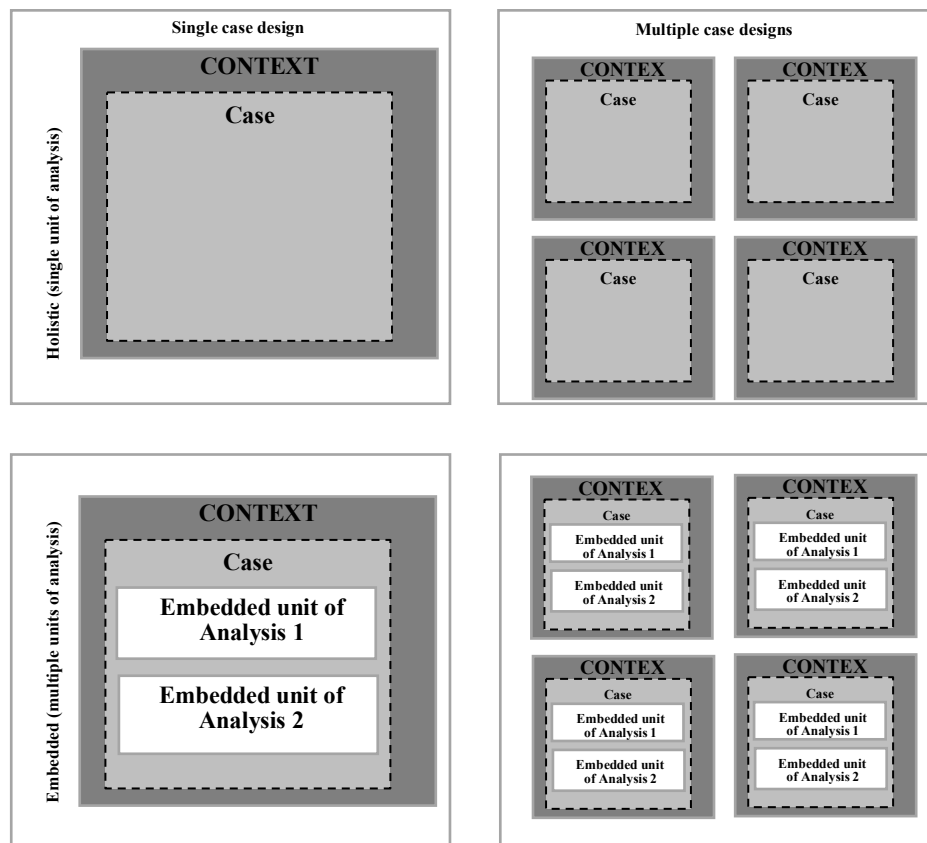 Single case design
CONTEXT
Case
Holistic (single unit of analysis)
Multiple case designs
CONTEX
Case
CONTEX
Case
CONTEX
Case
CONTEX
Case
CONTEXT
Case
Embedded unit of
Analysis 1
Embedded unit of
Analysis 2
Embedded (multiple units of analysis)
CONTEX
Case
Embedded unit
of Analysis 1
Embedded unit
of Analysis 2
CONTEX
Case
Embedded unit
of Analysis 1
Embedded unit
of Analysis 2
CONTEX
Case
Embedded unit
of Analysis 1
Embedded unit
of Analysis 2
CONTEX
Case
Embedded unit
of Analysis 1
Embedded unit
of Analysis 2